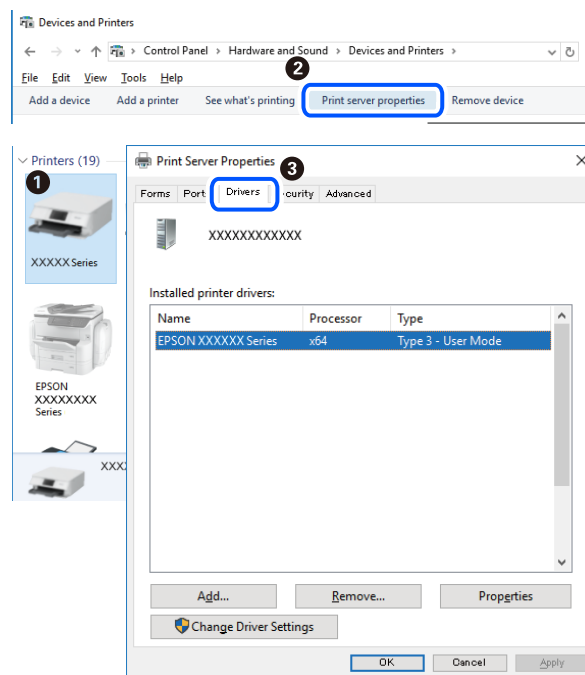 Devices and Printers
Control Panel > Hardware and Sound > Devices and Printers >
2
File Edit View Tools Help
Add a device Add a printer See what's printing Print server properties Remove device
Printers (19)
1
XXXXX Series
EPSON
XXXXXXXX
Series
Print Server Properties
3
Forms Port Drivers curity Advanced
XXXXXXXXXXXX
Installed printer drivers:
Name Processor Type
EPSON XXXXXX Series x64 Type 3 - User Mode
Add... Remove... Properties
Change Driver Settings
OK Cancel Apply